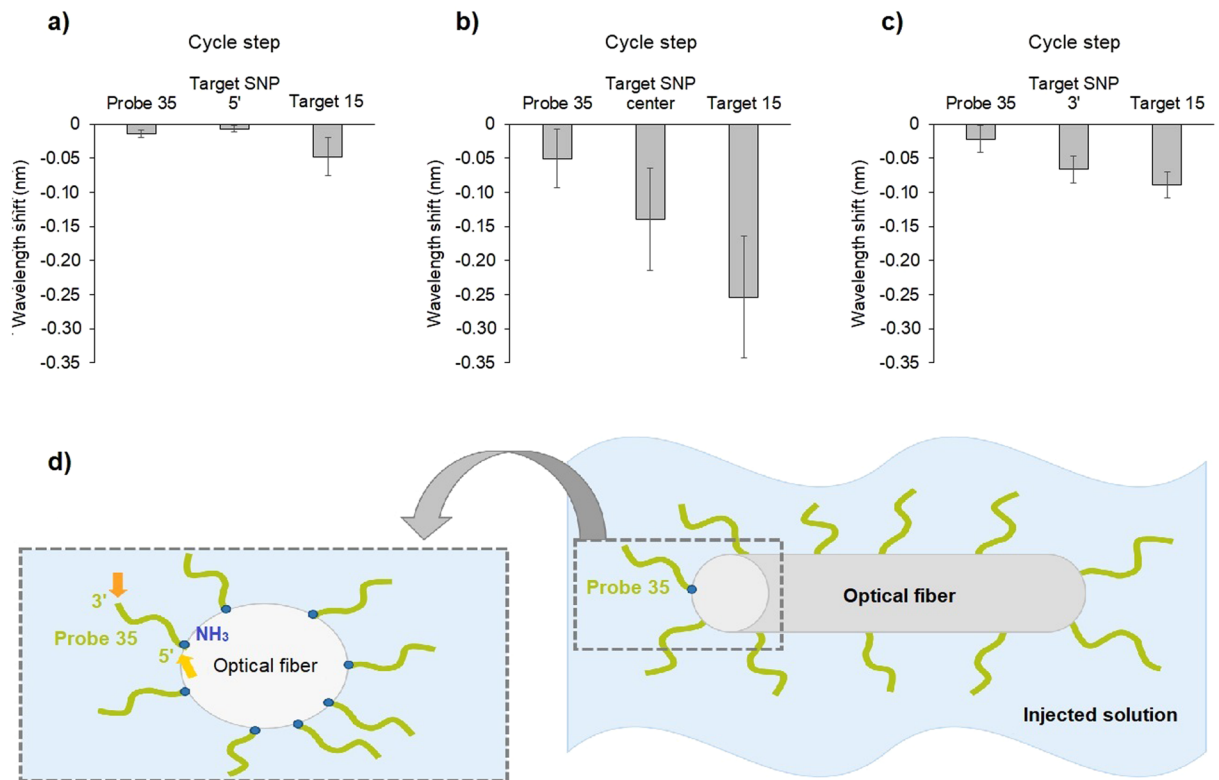 a)
Cycle step
Target SNP
Probe 35 5' Target 15
0
-0.05
-0.10
-0.15
-0.20
-0.25
-0.30
-0.35
Wavelength shift (nm)
b)
Cycle step
Target SNP
Probe 35 center Target 15
0
-0.05
-0.10
-0.15
-0.20
-0.25
-0.30
-0.35
Wavelength shift (nm)
c)
Cycle step
Target SNP
Probe 35 3' Target 15
0
-0.05
-0.10
-0.15
-0.20
-0.25
-0.30
-0.35
Wavelength shift (nm)
d)
3'
Probe 35
NH₃
5'
Optical fiber
Probe 35
Optical fiber
Injected solution